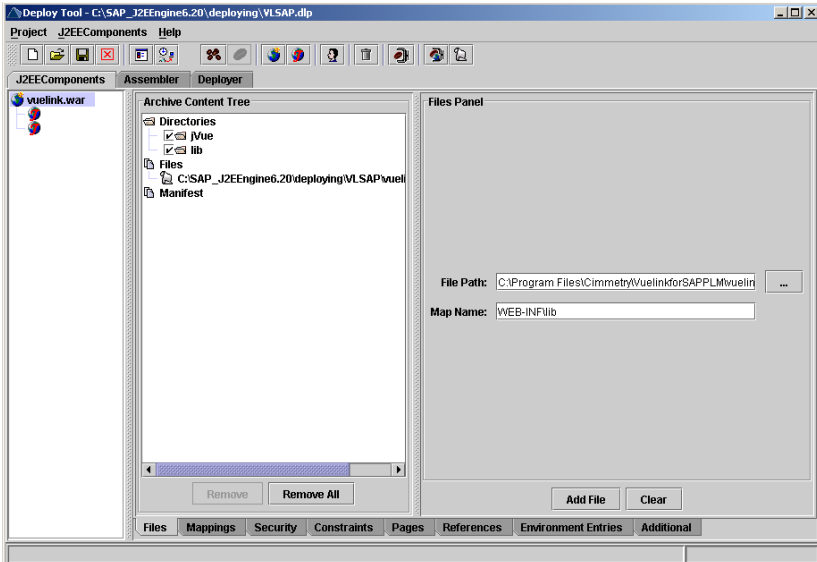 Deploy Tool - C:\SAP_J2EEngine6.20\deploying\VLSAP.dlp
Project J2EEComponents Help
J2EEComponents Assembler Deployer
vuelink.war
Archive Content Tree
Directories
jVue
lib
Files
C:\SAP_J2EEngine6.20\deploying\VLSAP\vueli
Manifest
Remove Remove All
Files Panel
File Path: C:\Program Files\Cimmetry\VuelinkforSAPPLM\vuelin ...
Map Name: WEB-INF\lib
Add File Clear
Files Mappings Security Constraints Pages References Environment Entries Additional